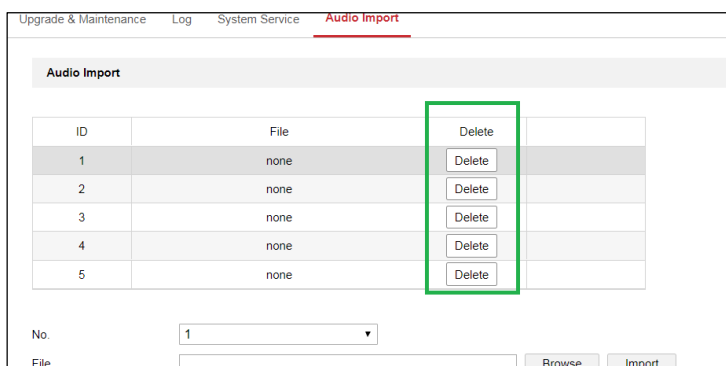 Upgrade & Maintenance Log System Service Audio Import
Audio Import
ID File Delete
1 none Delete
2 none Delete
3 none Delete
4 none Delete
5 none Delete
No. 1
File Browse Import